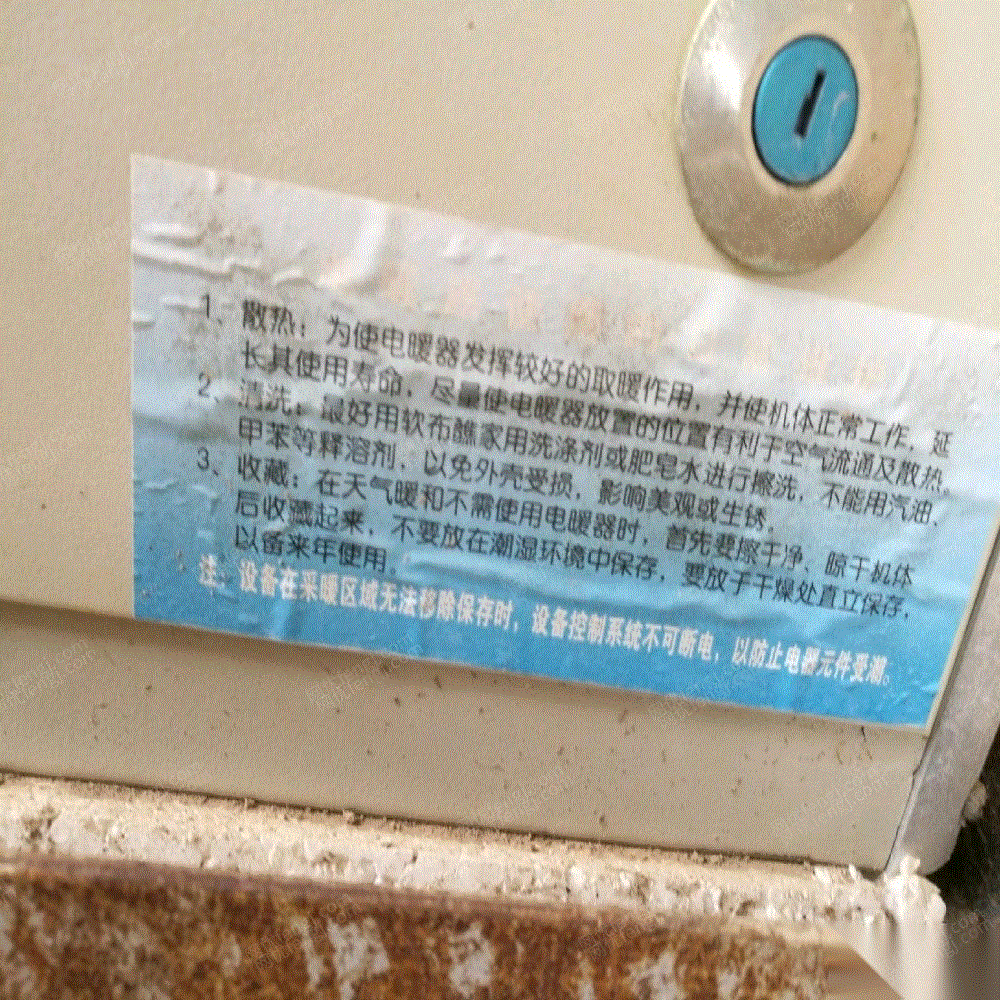 1、散热：为使电暖器发挥较好的取暖作用，并使机体正常工作，延
长其使用寿命，尽量使电暖器放置的位置有利于空气流通及散热。
2、清洗：最好用软布醮家用洗涤剂或肥皂水进行擦洗，不能用汽油、
甲苯等释溶剂，以免外壳受损，影响美观或生锈。
3、收藏：在天气暖和不需使用电暖器时，首先要擦干净、晾干机体
后收藏起来，不要放在潮湿环境中保存，要放于干燥处直立保存，
以备来年使用。
注：设备在采暖区域无法移除保存时，设备控制系统不可断电，以防止电器元件受潮。